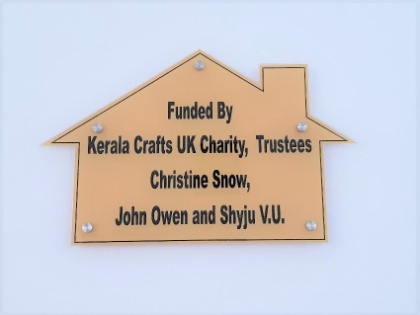 Funded By
Kerala Crafts UK Charity, Trustees
Christine Snow,
John Owen and Shyju V.U.